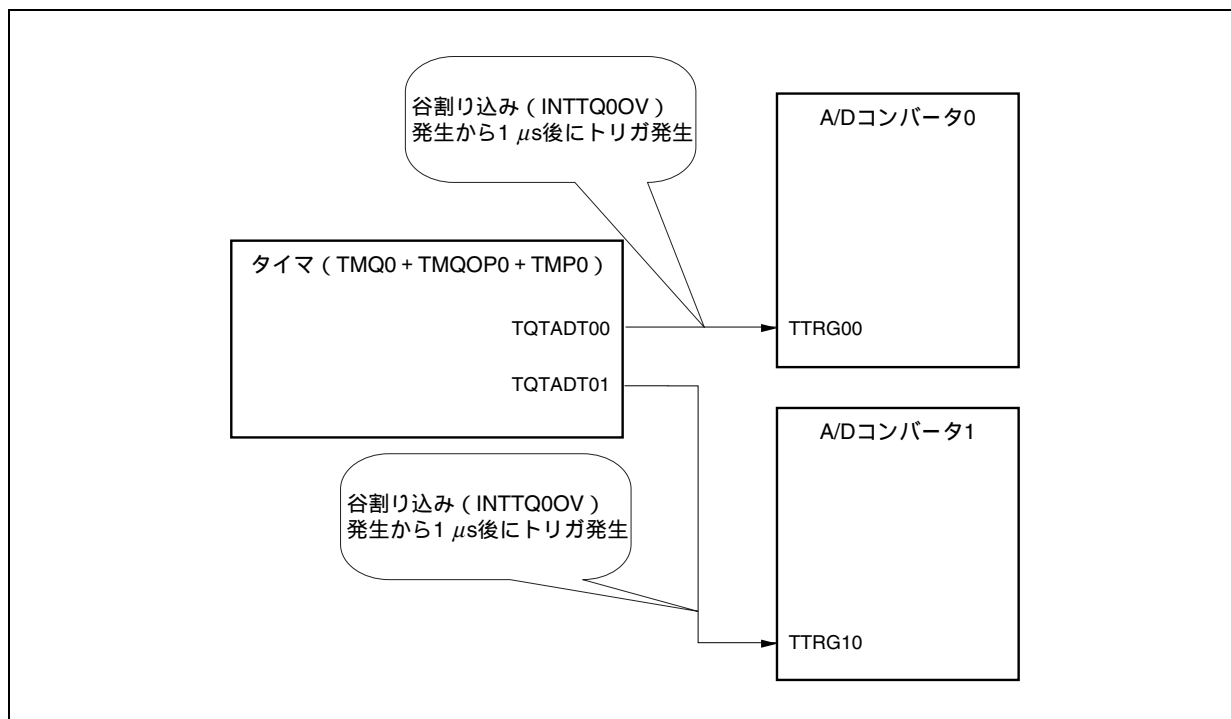 谷割り込み（INTTQ0OV）
発生から1 μs後にトリガ発生
A/Dコンバータ0
タイマ（TMQ0 + TMQOP0 + TMP0）
TQTADT00
TTRG00
TQTADT01
A/Dコンバータ1
谷割り込み（INTTQ0OV）
発生から1 μs後にトリガ発生
TTRG10